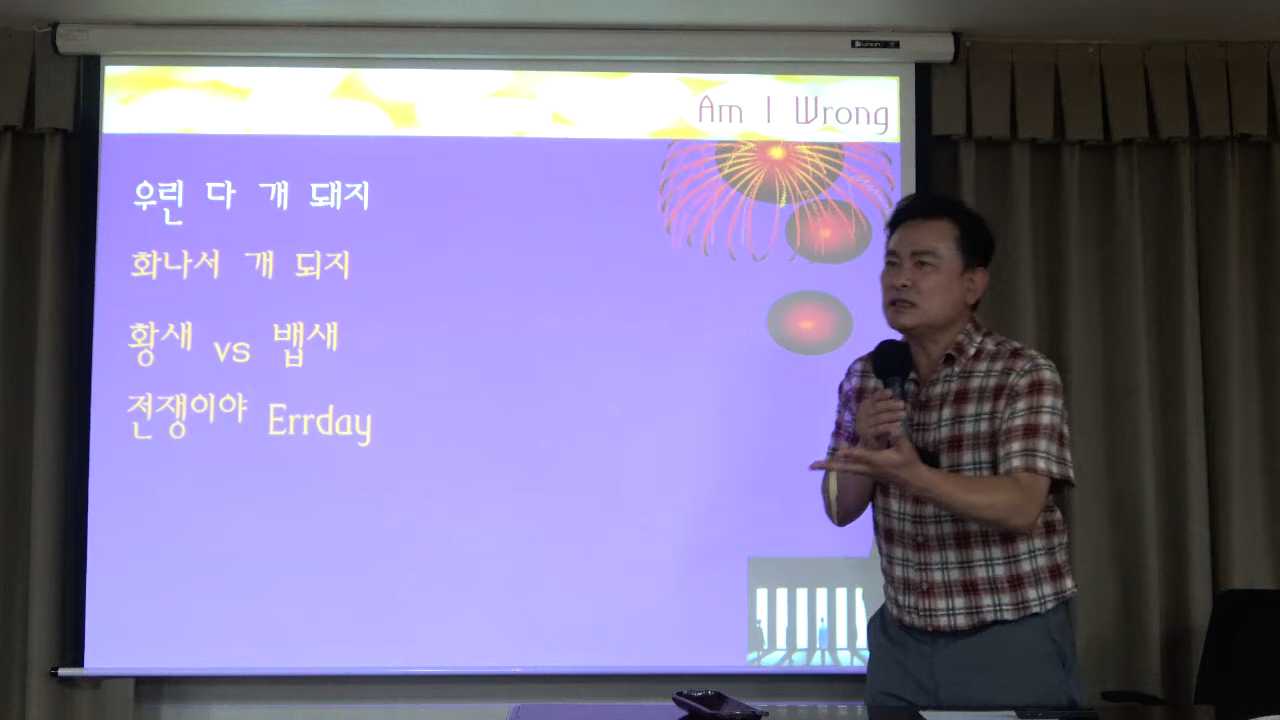 Am I Wrong
우린 다 개 돼지
화나서 개 되지
황새 vs 뱁새
전쟁이야 Errday